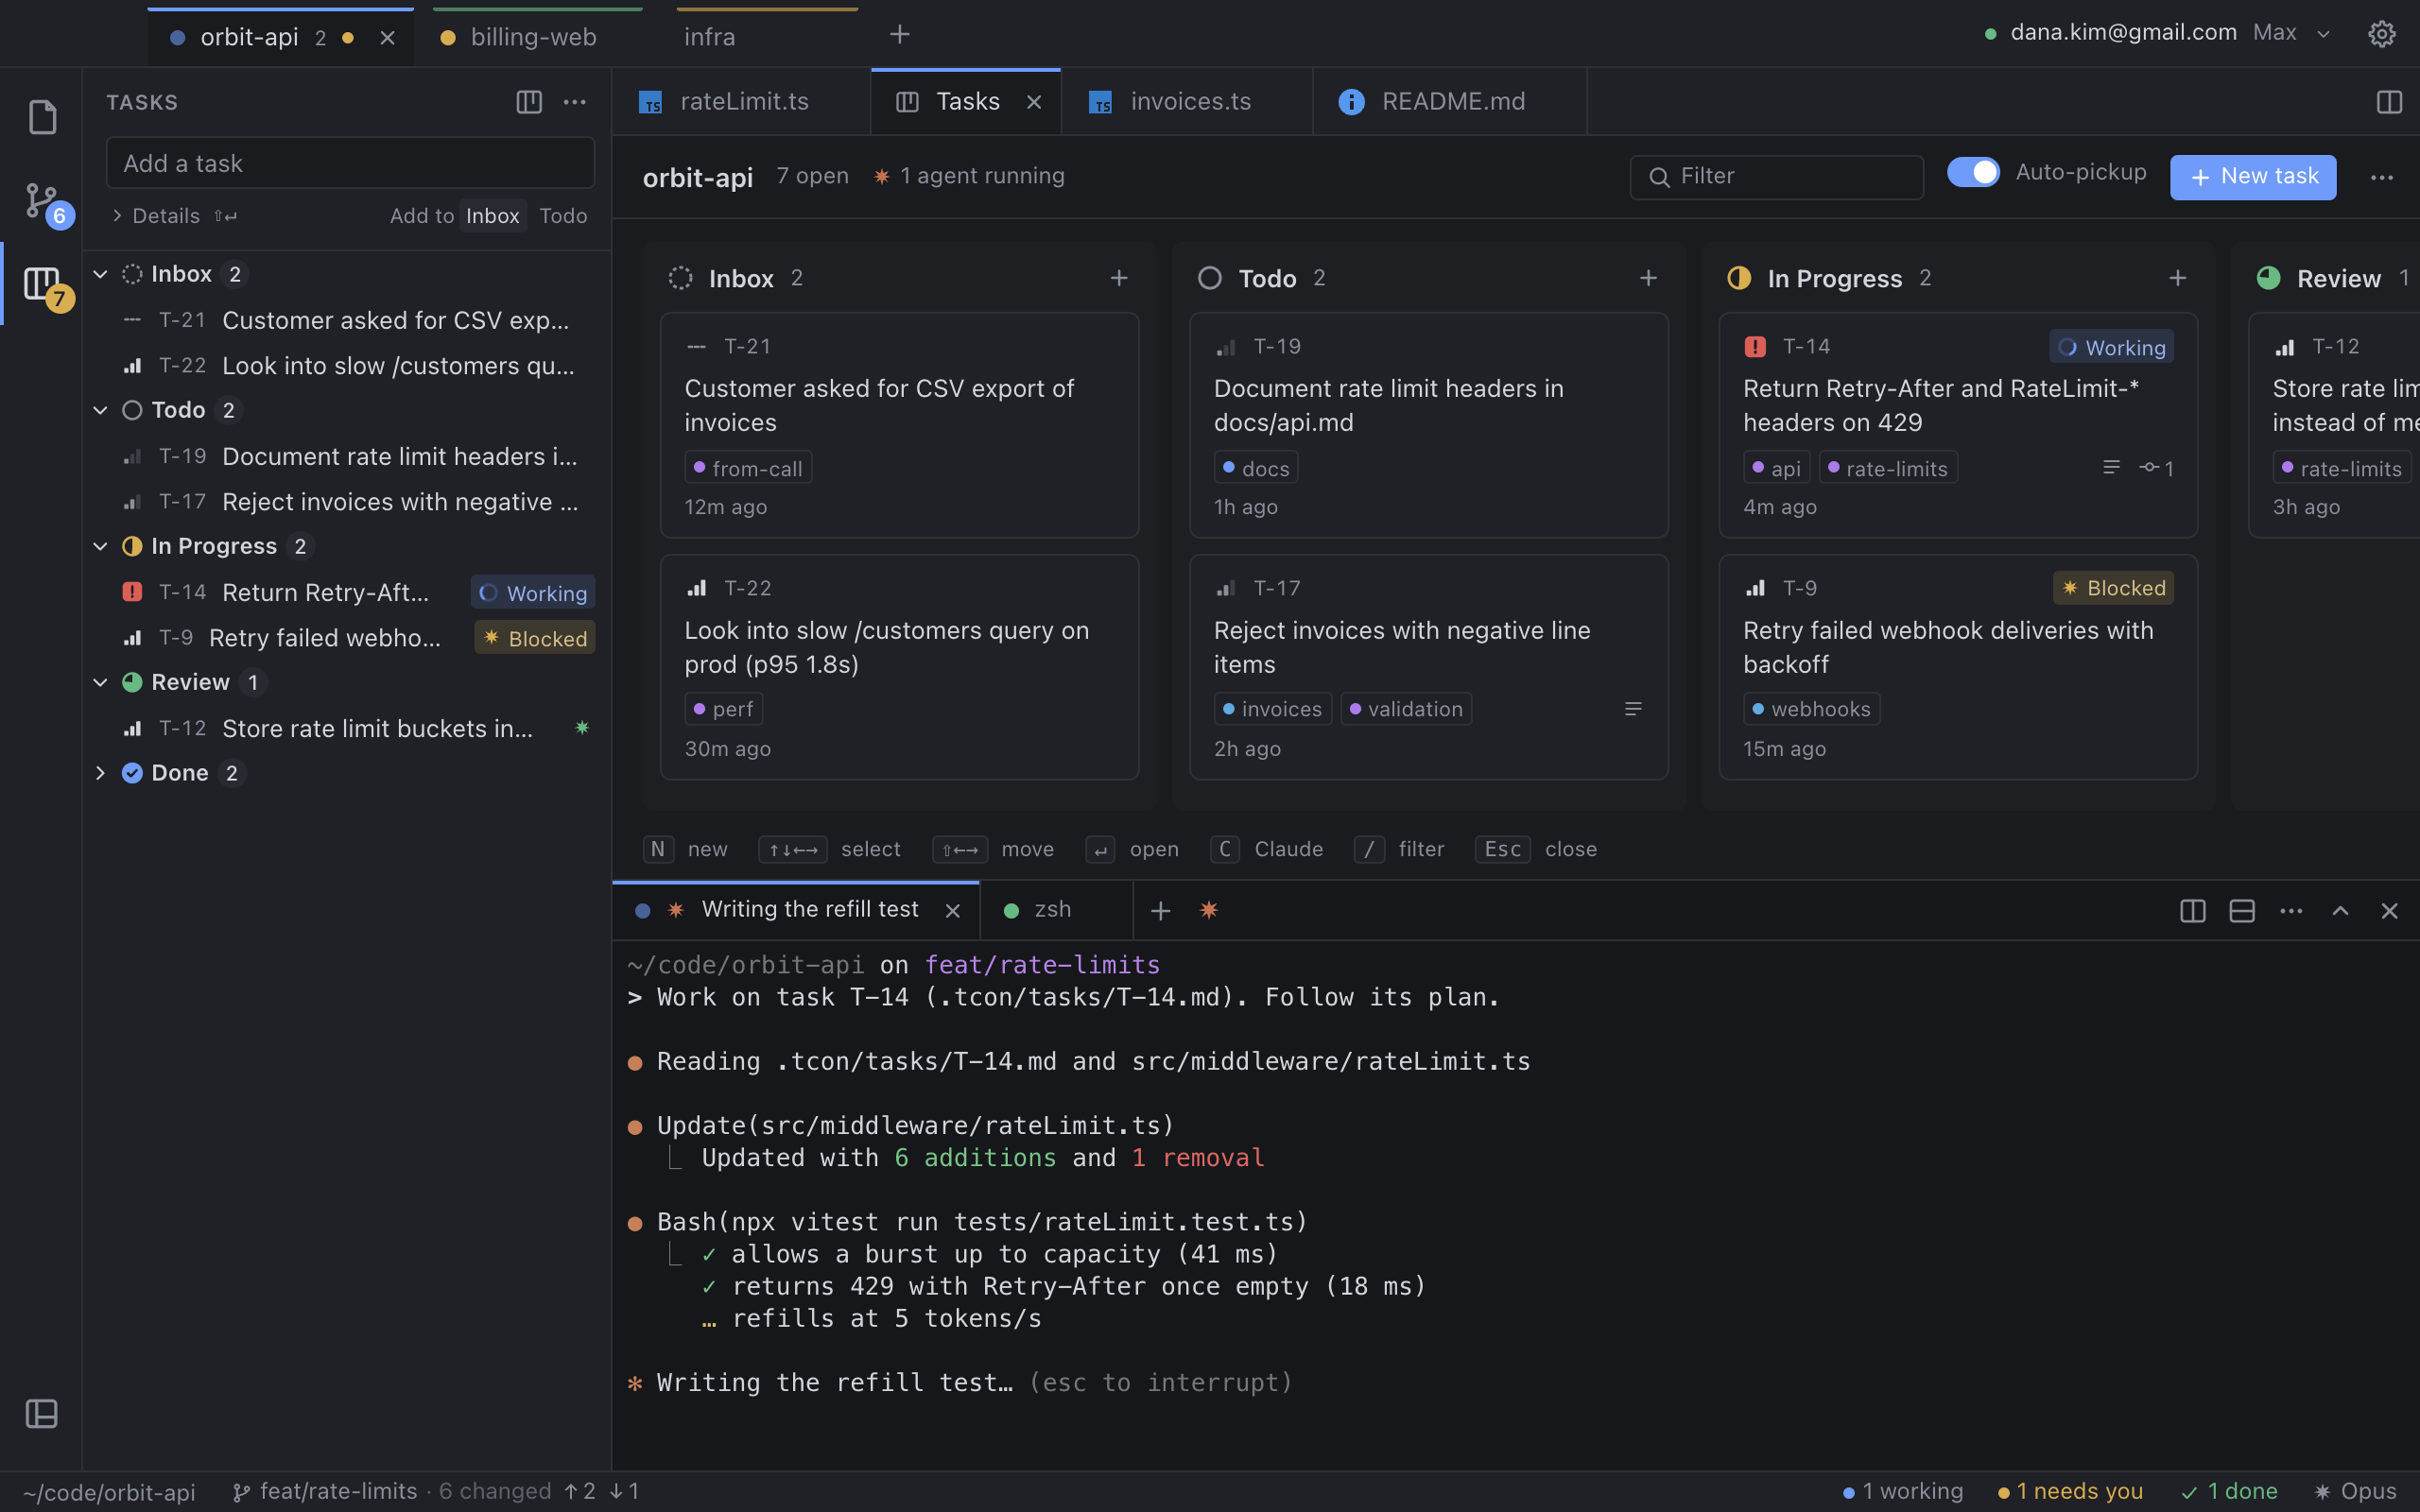 orbit-api 2
billing-web
infra
dana.kim@gmail.com Max
TASKS
Add a task
Details ⇧↵ Add to Inbox Todo
Inbox 2
T-21 Customer asked for CSV exp...
T-22 Look into slow /customers qu...
Todo 2
T-19 Document rate limit headers i...
T-17 Reject invoices with negative ...
In Progress 2
T-14 Return Retry-Aft... Working
T-9 Retry failed webho... Blocked
Review 1
T-12 Store rate limit buckets in...
Done 2
6
7
TS rateLimit.ts
Tasks
TS invoices.ts
README.md
orbit-api 7 open 1 agent running
Filter
Auto-pickup
+ New task
Inbox 2
T-21
Customer asked for CSV export of
invoices
from-call
12m ago
T-22
Look into slow /customers query on
prod (p95 1.8s)
perf
30m ago
Todo 2
T-19
Document rate limit headers in
docs/api.md
docs
1h ago
T-17
Reject invoices with negative line
items
invoices validation
2h ago
In Progress 2
T-14 Working
Return Retry-After and RateLimit-*
headers on 429
api rate-limits 1
4m ago
T-9 Blocked
Retry failed webhook deliveries with
backoff
webhooks
15m ago
Review 1
T-12
Store rate lim
instead of me
rate-limits
3h ago
N new ↑↓←→ select ⇧←→ move ↵ open C Claude / filter Esc close
Writing the refill test
zsh
~/code/orbit-api on feat/rate-limits
> Work on task T-14 (.tcon/tasks/T-14.md). Follow its plan.
● Reading .tcon/tasks/T-14.md and src/middleware/rateLimit.ts
● Update(src/middleware/rateLimit.ts)
⎿ Updated with 6 additions and 1 removal
● Bash(npx vitest run tests/rateLimit.test.ts)
⎿ ✓ allows a burst up to capacity (41 ms)
✓ returns 429 with Retry-After once empty (18 ms)
… refills at 5 tokens/s
✻ Writing the refill test… (esc to interrupt)
~/code/orbit-api feat/rate-limits · 6 changed ↑2 ↓1
1 working 1 needs you ✓ 1 done Opus